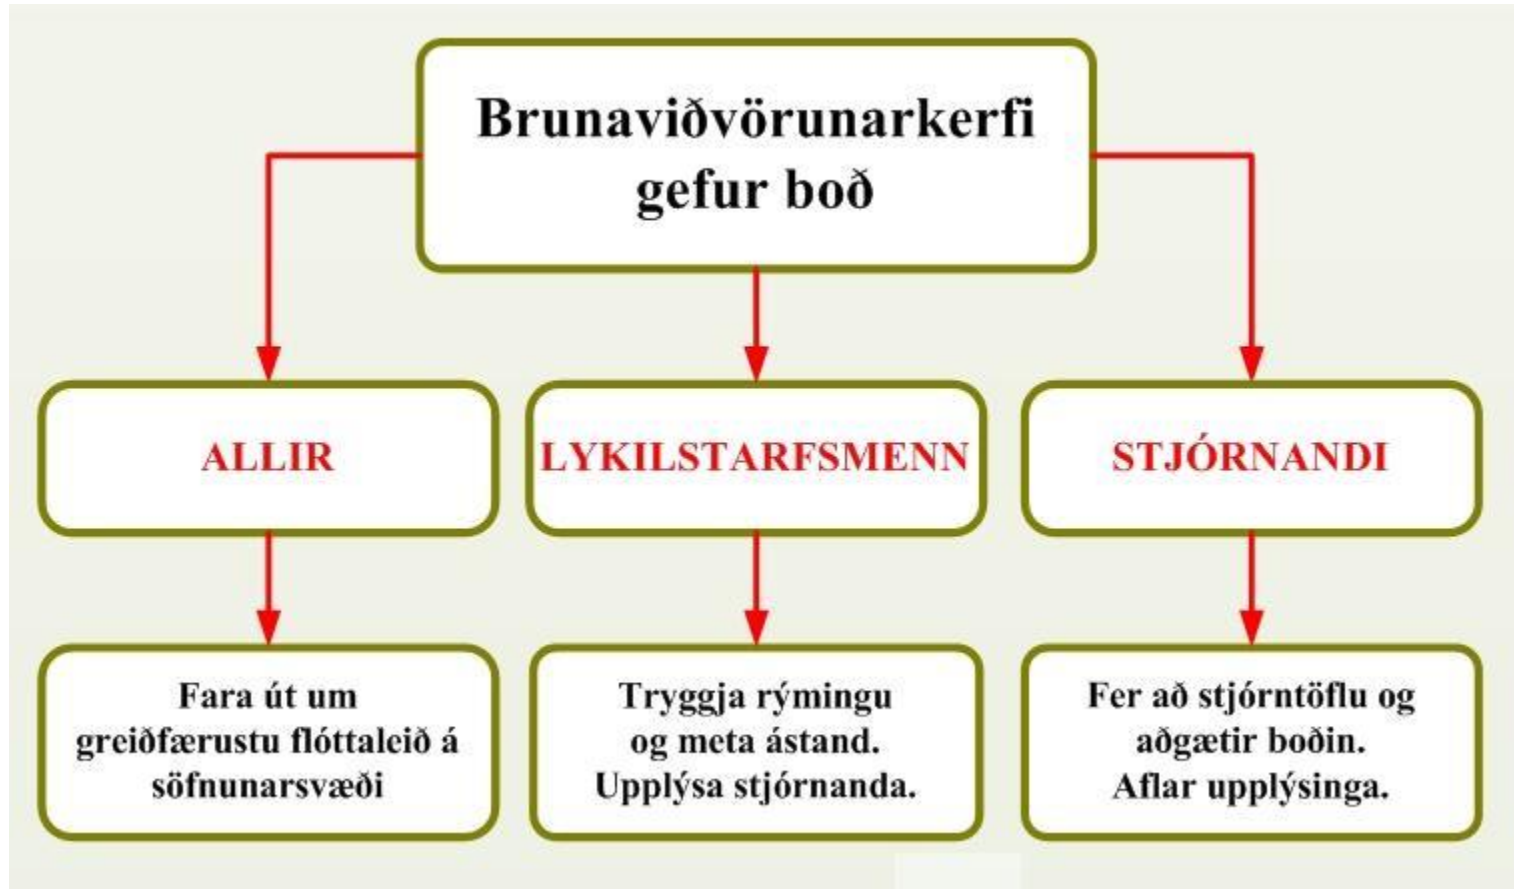 Brunaviðvörunarkerfi
gefur boð
ALLIR
LYKILSTARFSMENN
STJÓRNANDI
Fara út um
greiðfærustu flóttaleið á
söfnunarsvæði
Tryggja rýmingu
og meta ástand.
Upplýsa stjórnanda.
Fer að stjórntöflu og
aðgætir boðin.
Aflar upplýsinga.